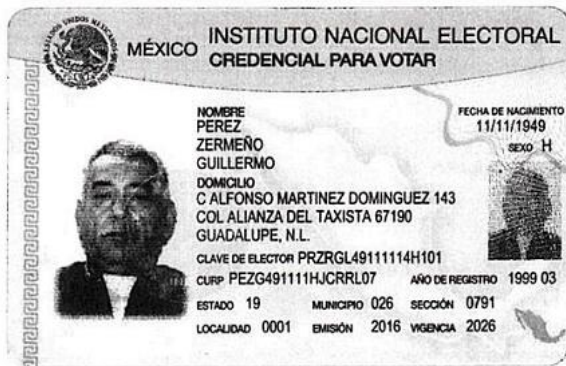 MÉXICO
INSTITUTO NACIONAL ELECTORAL
CREDENCIAL PARA VOTAR
NOMBRE
PEREZ
ZERMEÑO
GUILLERMO
FECHA DE NACIMIENTO
11/11/1949
SEXO H
DOMICILIO
C ALFONSO MARTINEZ DOMINGUEZ 143
COL ALIANZA DEL TAXISTA 67190
GUADALUPE, N.L.
CLAVE DE ELECTOR PRZRGL49111114H101
CURP PEZG491111HJCRRL07 AÑO DE REGISTRO 1999 03
ESTADO 19 MUNICIPIO 026 SECCIÓN 0791
LOCALIDAD 0001 EMISIÓN 2016 VIGENCIA 2026